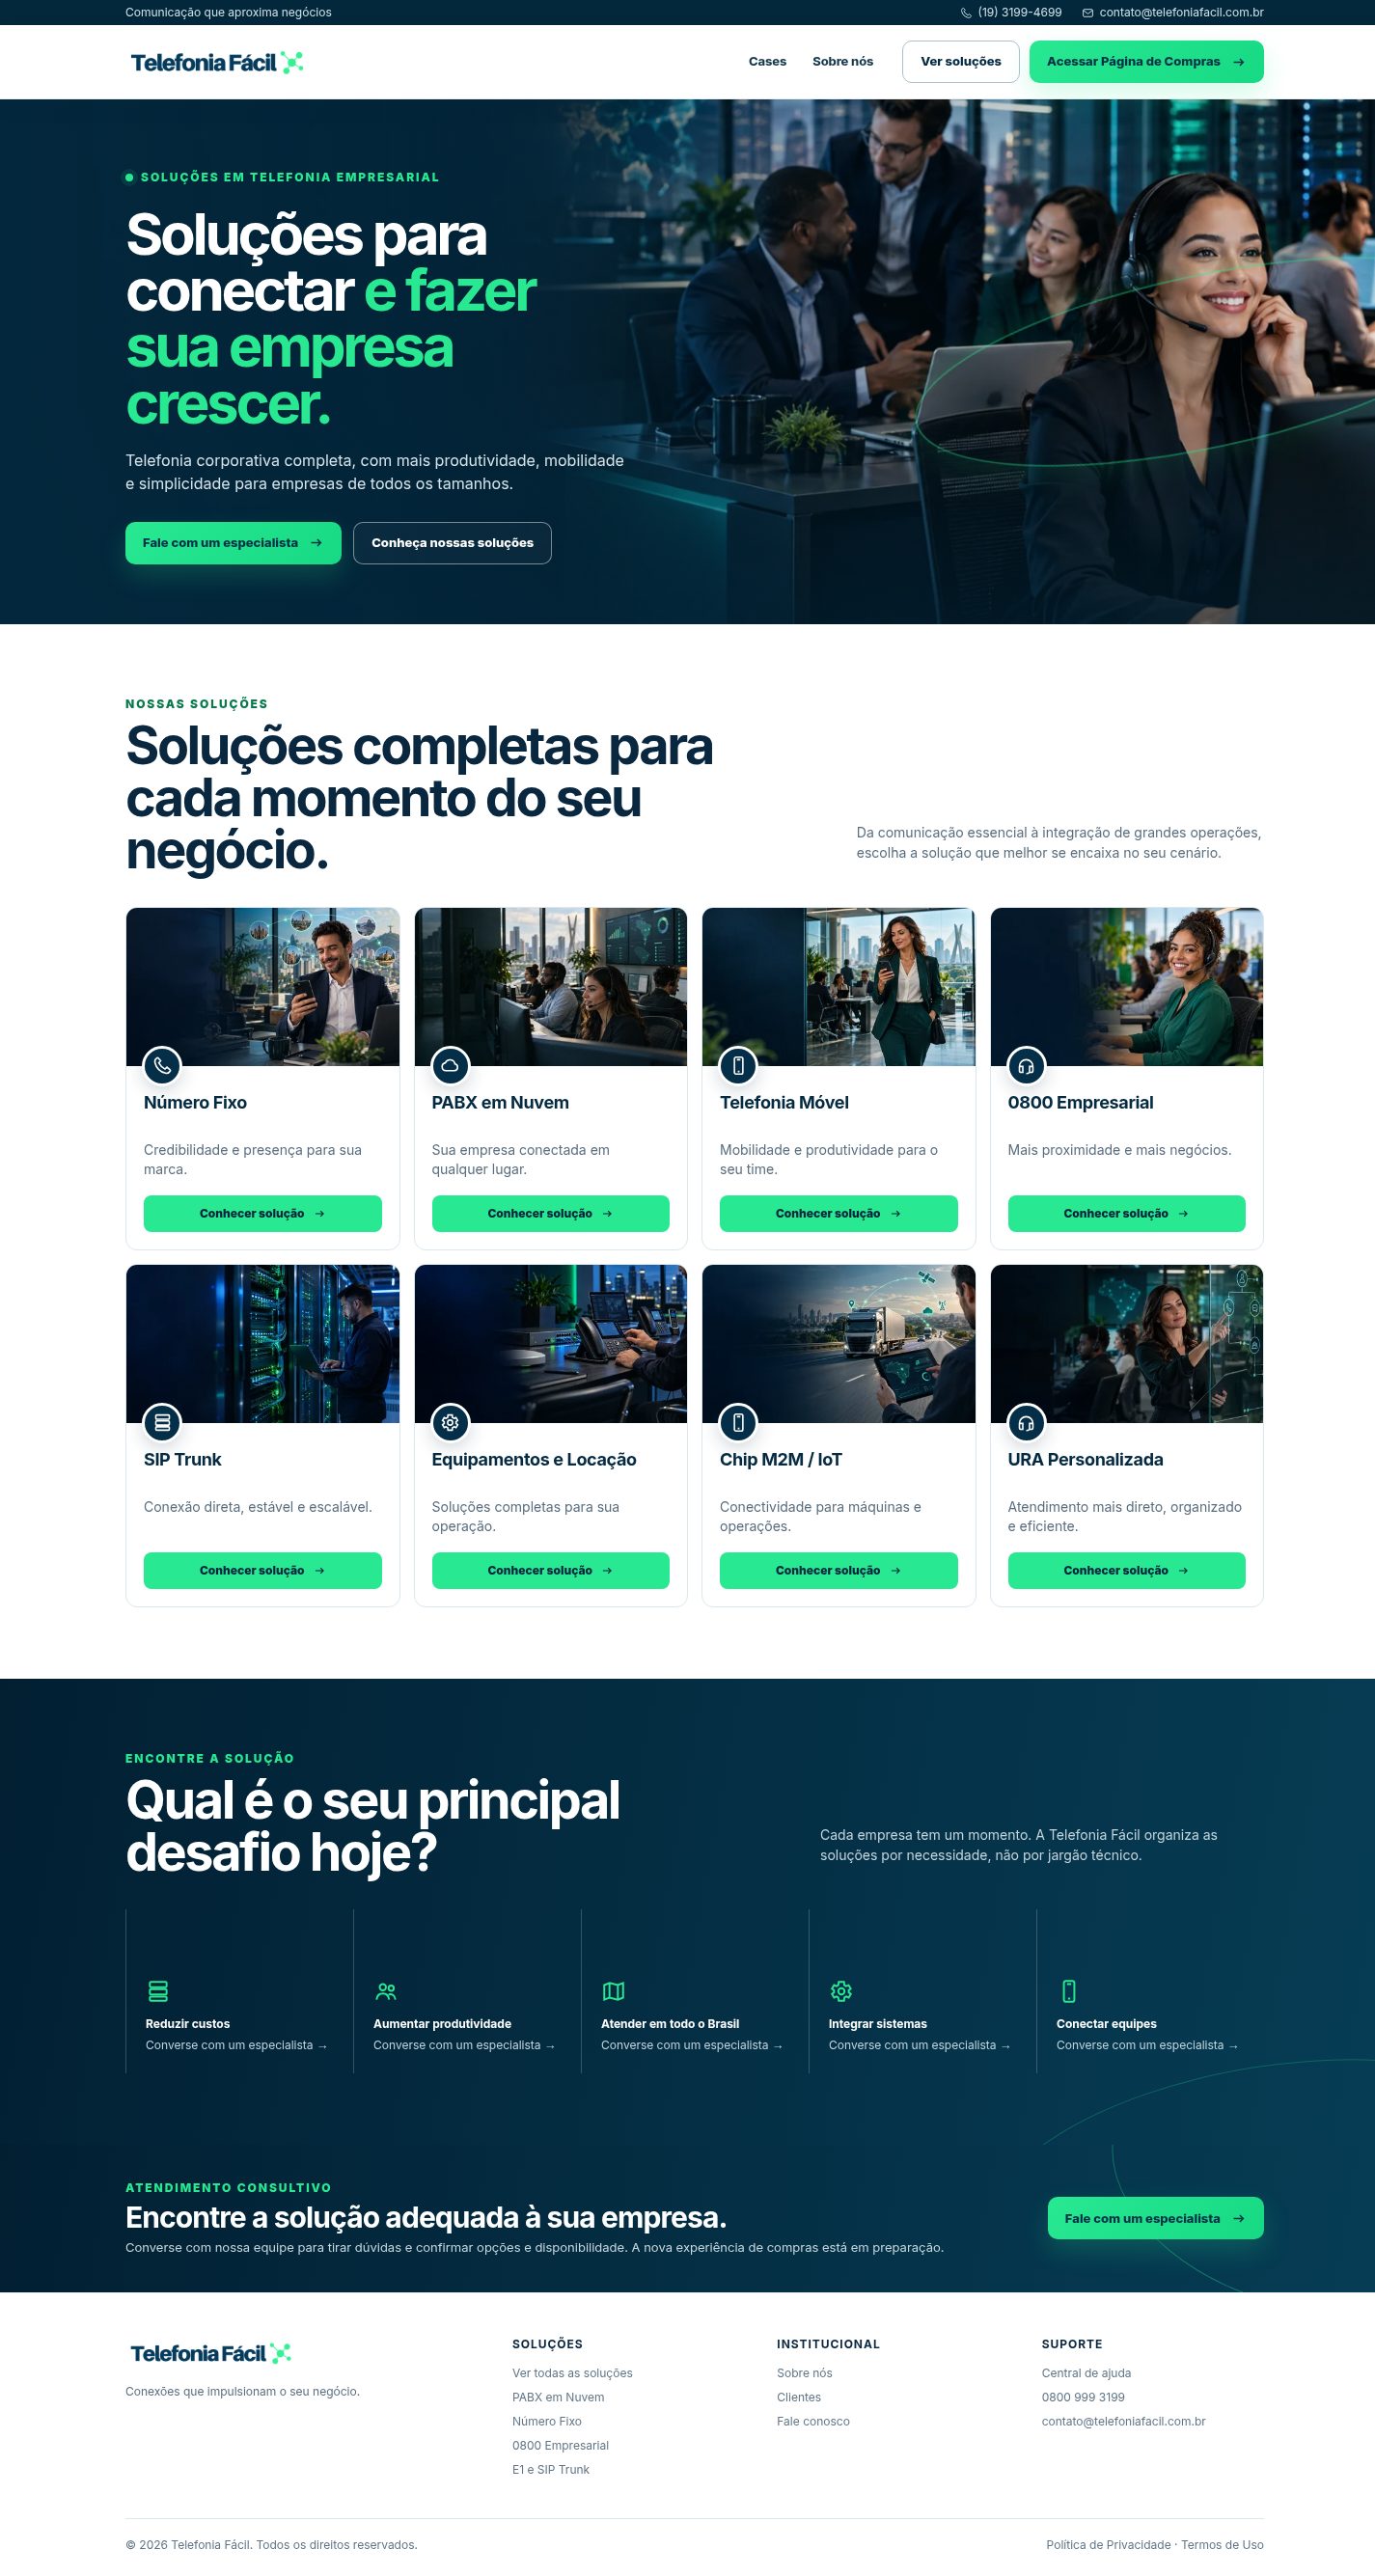 Comunicação que aproxima negócios
(19) 3199-4699
contato@telefoniafacil.com.br
Telefonia Fácil
Cases
Sobre nós
Ver soluções
Acessar Página de Compras →
SOLUÇÕES EM TELEFONIA EMPRESARIAL
Soluções para
conectar e fazer
sua empresa
crescer.
Telefonia corporativa completa, com mais produtividade, mobilidade
e simplicidade para empresas de todos os tamanhos.
Fale com um especialista →
Conheça nossas soluções
NOSSAS SOLUÇÕES
Soluções completas para
cada momento do seu
negócio.
Da comunicação essencial à integração de grandes operações,
escolha a solução que melhor se encaixa no seu cenário.
Número Fixo
Credibilidade e presença para sua
marca.
Conhecer solução →
PABX em Nuvem
Sua empresa conectada em
qualquer lugar.
Conhecer solução →
Telefonia Móvel
Mobilidade e produtividade para o
seu time.
Conhecer solução →
0800 Empresarial
Mais proximidade e mais negócios.
Conhecer solução →
SIP Trunk
Conexão direta, estável e escalável.
Conhecer solução →
Equipamentos e Locação
Soluções completas para sua
operação.
Conhecer solução →
Chip M2M / IoT
Conectividade para máquinas e
operações.
Conhecer solução →
URA Personalizada
Atendimento mais direto, organizado
e eficiente.
Conhecer solução →
ENCONTRE A SOLUÇÃO
Qual é o seu principal
desafio hoje?
Cada empresa tem um momento. A Telefonia Fácil organiza as
soluções por necessidade, não por jargão técnico.
Reduzir custos
Converse com um especialista →
Aumentar produtividade
Converse com um especialista →
Atender em todo o Brasil
Converse com um especialista →
Integrar sistemas
Converse com um especialista →
Conectar equipes
Converse com um especialista →
ATENDIMENTO CONSULTIVO
Encontre a solução adequada à sua empresa.
Converse com nossa equipe para tirar dúvidas e confirmar opções e disponibilidade. A nova experiência de compras está em preparação.
Fale com um especialista →
Telefonia Fácil
Conexões que impulsionam o seu negócio.
SOLUÇÕES
Ver todas as soluções
PABX em Nuvem
Número Fixo
0800 Empresarial
E1 e SIP Trunk
INSTITUCIONAL
Sobre nós
Clientes
Fale conosco
SUPORTE
Central de ajuda
0800 999 3199
contato@telefoniafacil.com.br
© 2026 Telefonia Fácil. Todos os direitos reservados.
Política de Privacidade · Termos de Uso